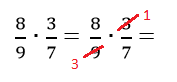 8/9 · 3/7 = 8/9 · 3/7 =
1
3